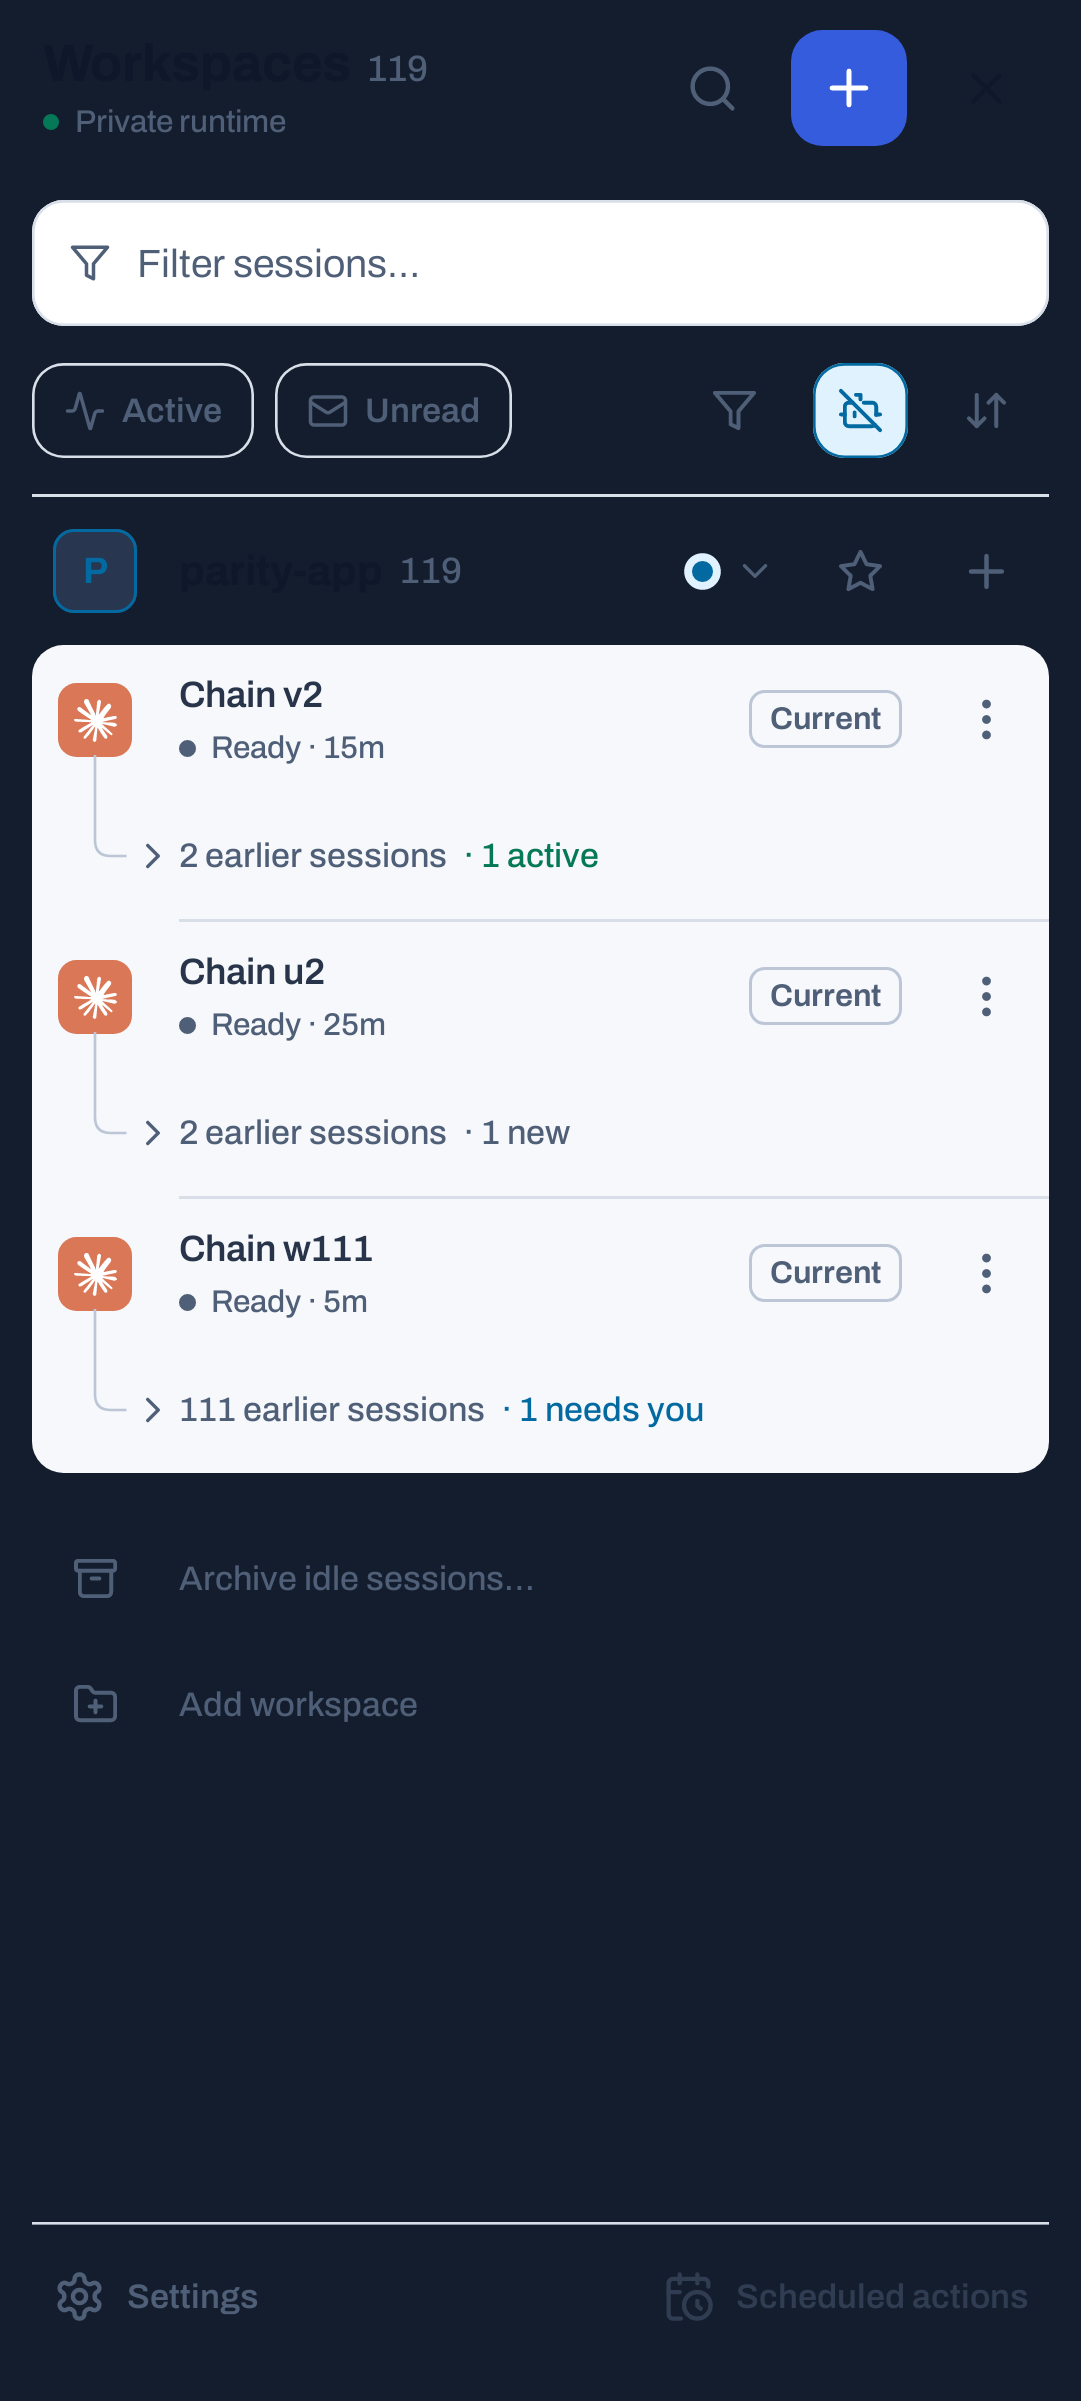 Workspaces 119
Private runtime
Filter sessions...
Active
Unread
P
parity-app 119
Chain v2
Current
Ready · 15m
2 earlier sessions · 1 active
Chain u2
Current
Ready · 25m
2 earlier sessions · 1 new
Chain w111
Current
Ready · 5m
111 earlier sessions · 1 needs you
Archive idle sessions...
Add workspace
Settings
Scheduled actions